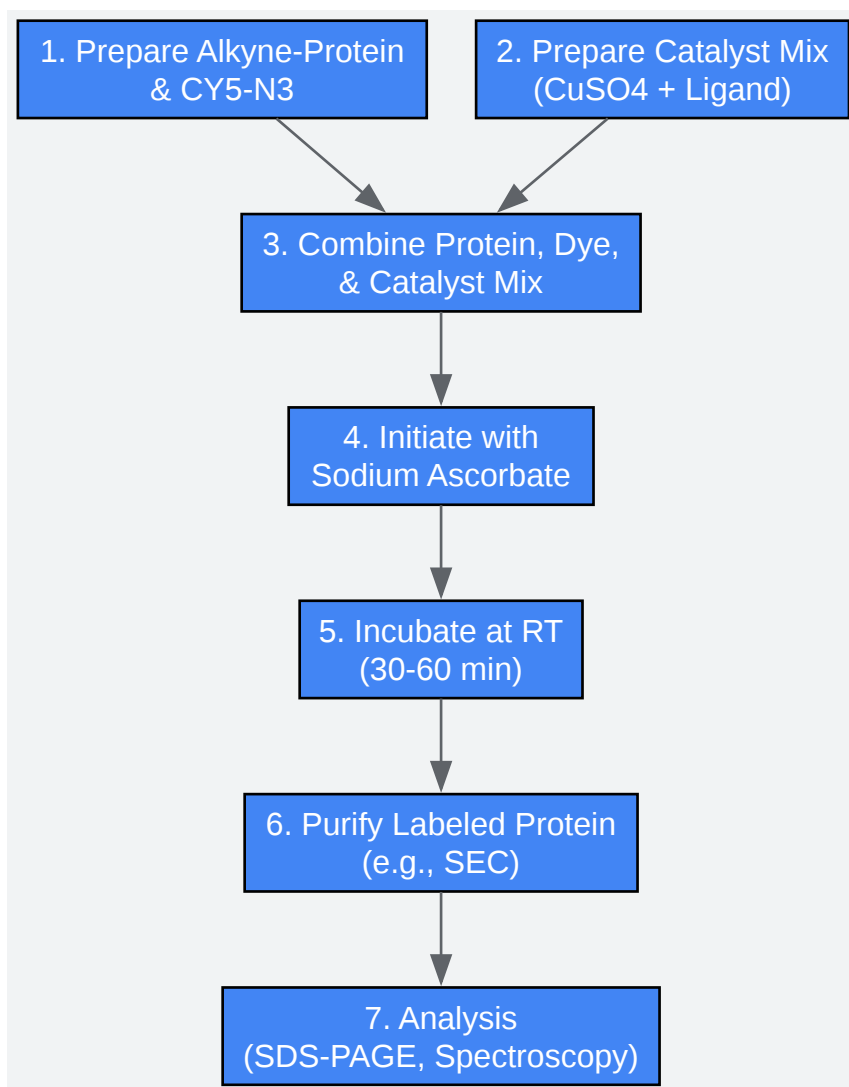 1. Prepare Alkyne-Protein
& CY5-N3
2. Prepare Catalyst Mix
(CuSO4 + Ligand)
3. Combine Protein, Dye,
& Catalyst Mix
4. Initiate with
Sodium Ascorbate
5. Incubate at RT
(30-60 min)
6. Purify Labeled Protein
(e.g., SEC)
7. Analysis
(SDS-PAGE, Spectroscopy)